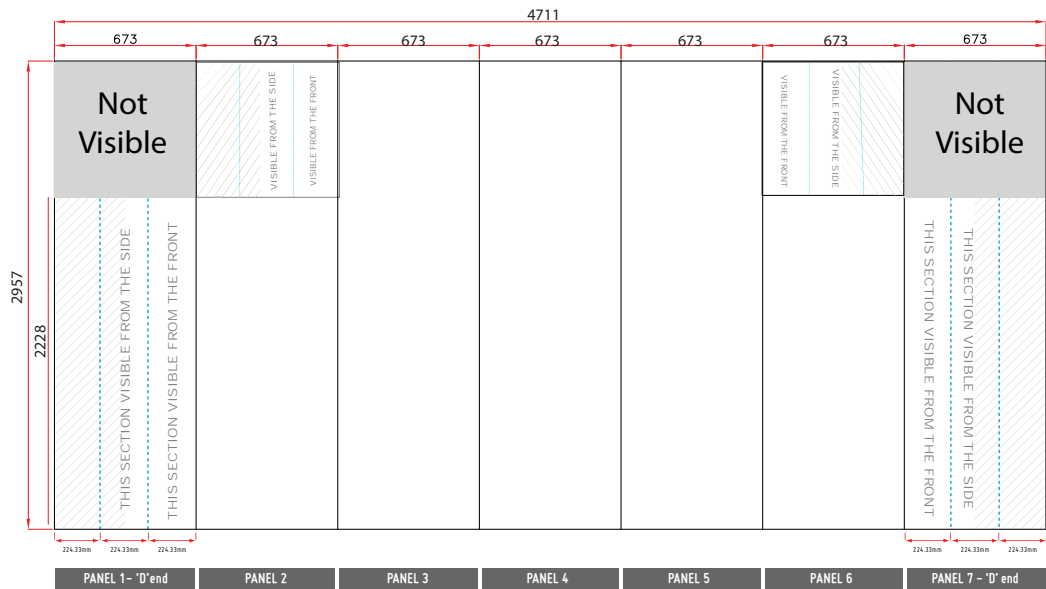 4711
673 673 673 673 673 673 673
Not
Visible
VISIBLE FROM THE SIDE
VISIBLE FROM THE FRONT
VISIBLE FROM THE FRONT
VISIBLE FROM THE SIDE
Not
Visible
2957
2228
THIS SECTION VISIBLE FROM THE SIDE
THIS SECTION VISIBLE FROM THE FRONT
THIS SECTION VISIBLE FROM THE FRONT
THIS SECTION VISIBLE FROM THE SIDE
224.33mm 224.33mm 224.33mm 224.33mm 224.33mm 224.33mm
PANEL 1- 'D'end PANEL 2 PANEL 3 PANEL 4 PANEL 5 PANEL 6 PANEL 7 - 'D' end